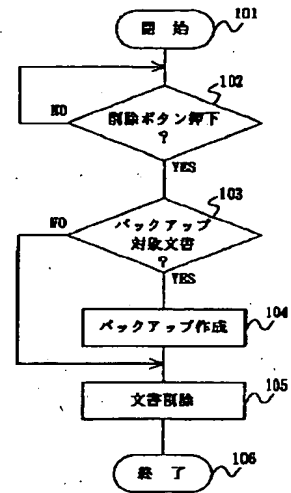 101
開始
102
削除ボタン押下
?
NO
YES
103
バックアップ
対象文書
?
NO
YES
104
バックアップ作成
105
文書削除
106
終了